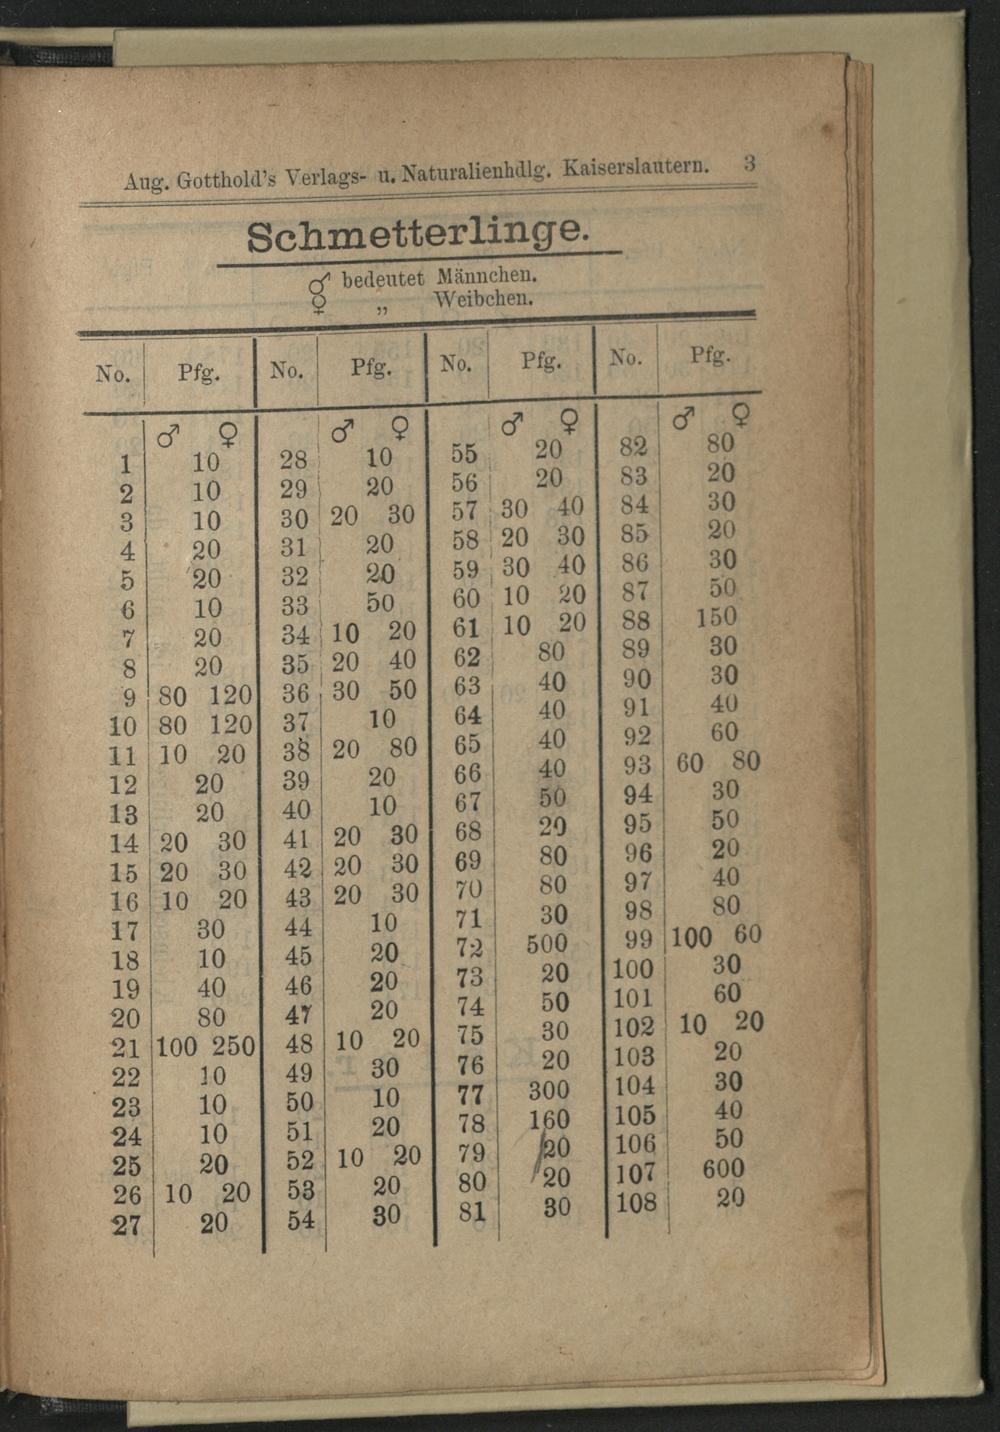 Aug. Gotthold's Verlags- u. Naturalienhdlg. Kaiserslautern. 3
Schmetterlinge.
♂ bedeutet Männchen.
♀ „ Weibchen.
No. Pfg. No. Pfg. No. Pfg. No. Pfg.
♂ ♀ ♂ ♀ ♂ ♀ ♂ ♀
1 10 28 10 55 20 82 80
2 10 29 20 56 20 83 20
3 10 30 20 30 57 30 40 84 30
4 20 31 20 58 20 30 85 20
5 20 32 20 59 30 40 86 30
6 10 33 50 60 10 20 87 50
7 20 34 10 20 61 10 20 88 150
8 20 35 20 40 62 80 89 30
9 80 120 36 30 50 63 40 90 30
10 80 120 37 10 64 40 91 40
11 10 20 38 20 80 65 40 92 60
12 20 39 20 66 40 93 60 80
13 20 40 10 67 50 94 30
14 20 30 41 20 30 68 20 95 50
15 20 30 42 20 30 69 80 96 20
16 10 20 43 20 30 70 80 97 40
17 30 44 10 71 30 98 80
18 10 45 20 72 500 99 100 60
19 40 46 20 73 20 100 30
20 80 47 20 74 50 101 60
21 100 250 48 10 20 75 30 102 10 20
22 10 49 30 76 20 103 20
23 10 50 10 77 300 104 30
24 10 51 20 78 160 105 40
25 20 52 10 20 79 20 106 50
26 10 20 53 20 80 20 107 600
27 20 54 30 81 30 108 20